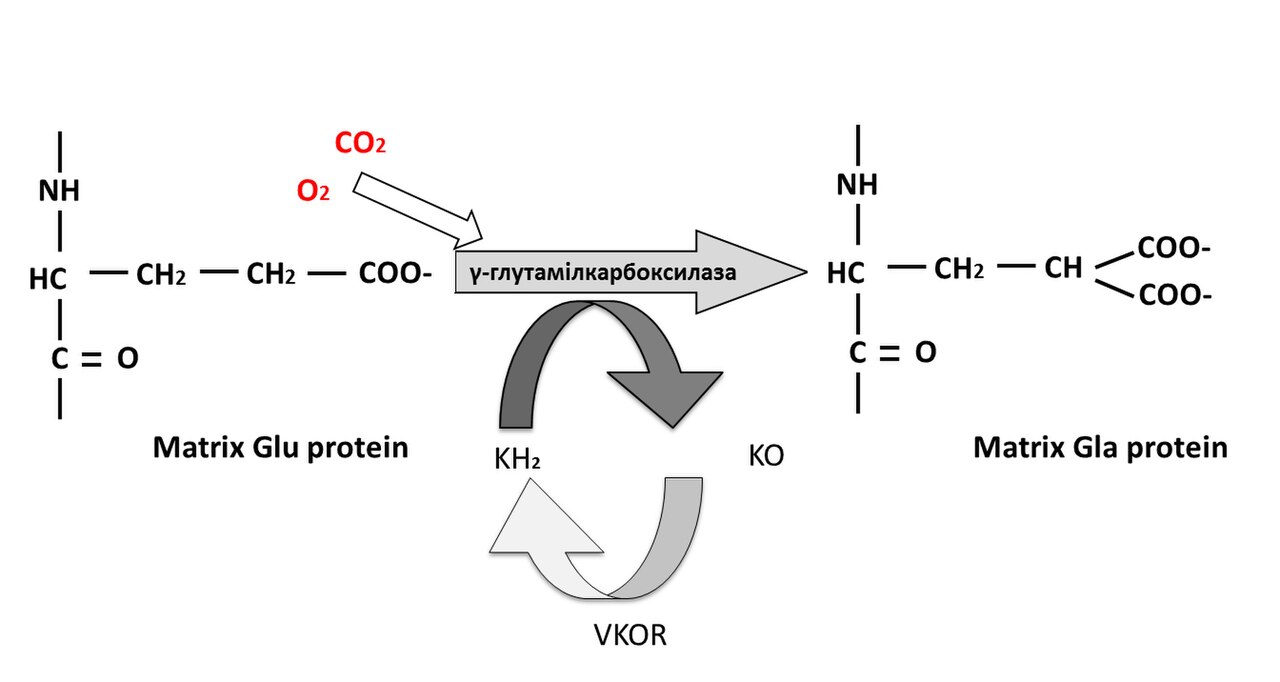 CO₂
O₂
NH
HC — CH₂ — CH₂ — COO-
C = O
Matrix Glu protein
γ-глутамілкарбоксилаза
NH
HC — CH₂ — CH
COO-
COO-
C = O
Matrix Gla protein
KH₂
KO
VKOR